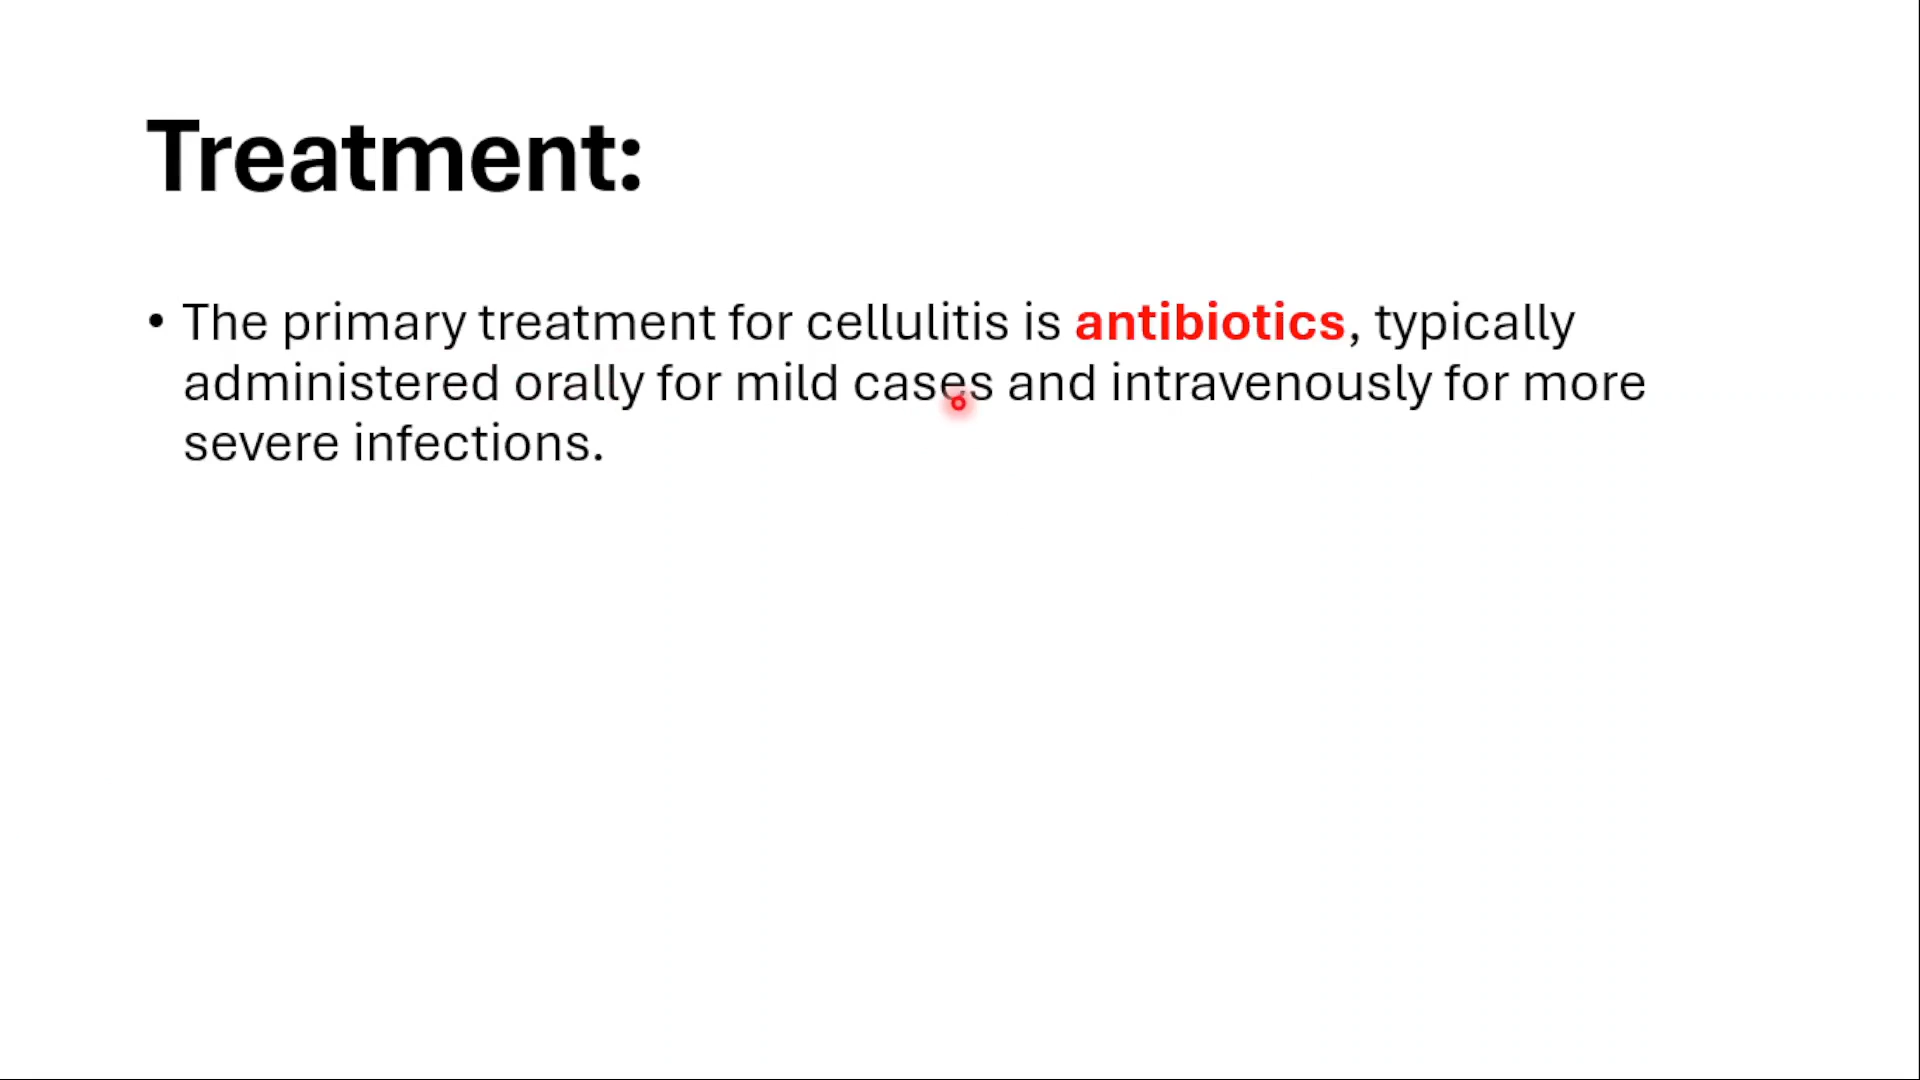 Treatment:
• The primary treatment for cellulitis is antibiotics, typically
administered orally for mild cases and intravenously for more
severe infections.